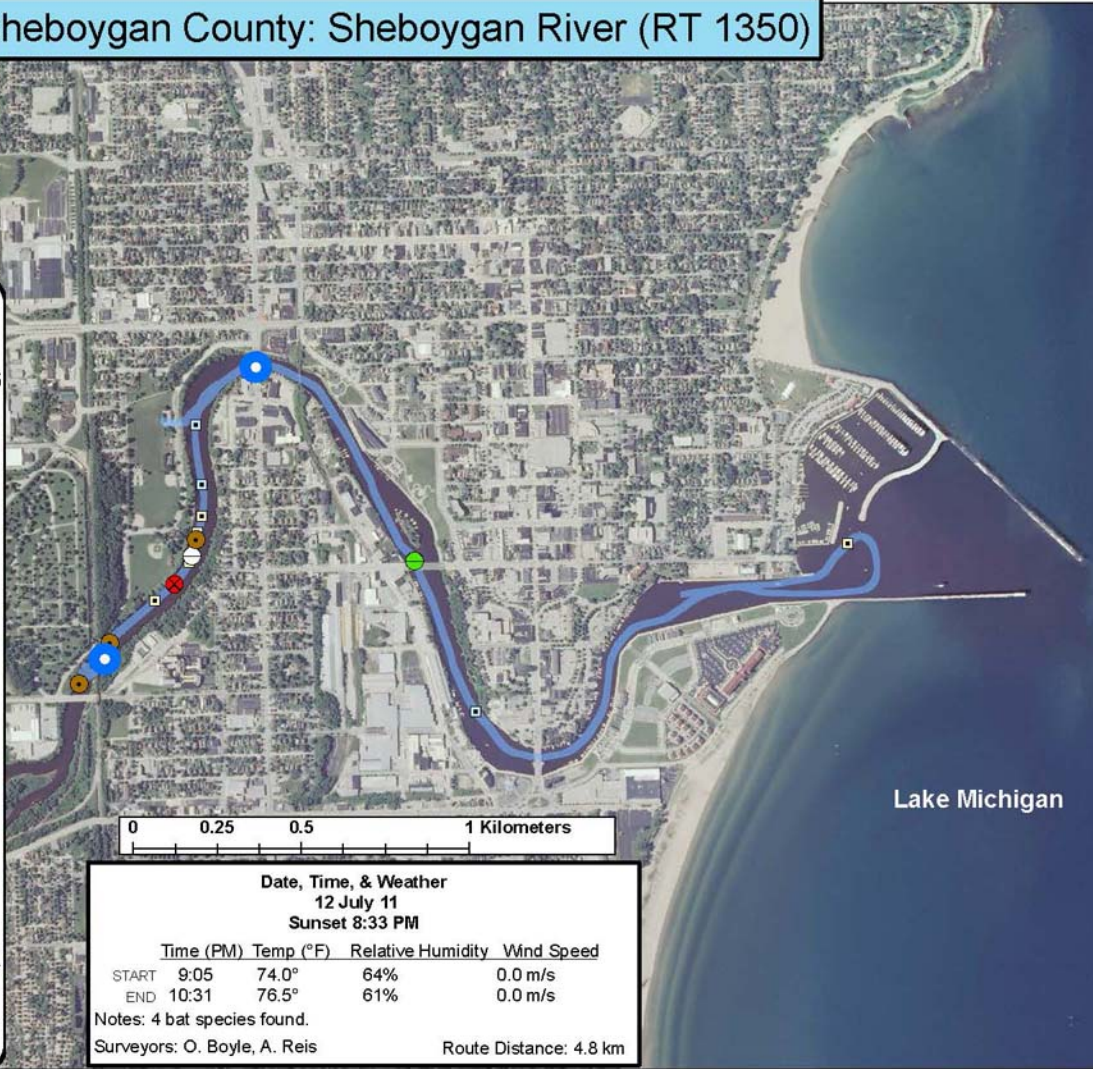 heboygan County: Sheboygan River (RT 1350)
Lake Michigan
0 0.25 0.5 1 Kilometers
Date, Time, & Weather
12 July 11
Sunset 8:33 PM
Time (PM) Temp (°F) Relative Humidity Wind Speed
START 9:05 74.0° 64% 0.0 m/s
END 10:31 76.5° 61% 0.0 m/s
Notes: 4 bat species found.
Surveyors: O. Boyle, A. Reis Route Distance: 4.8 km